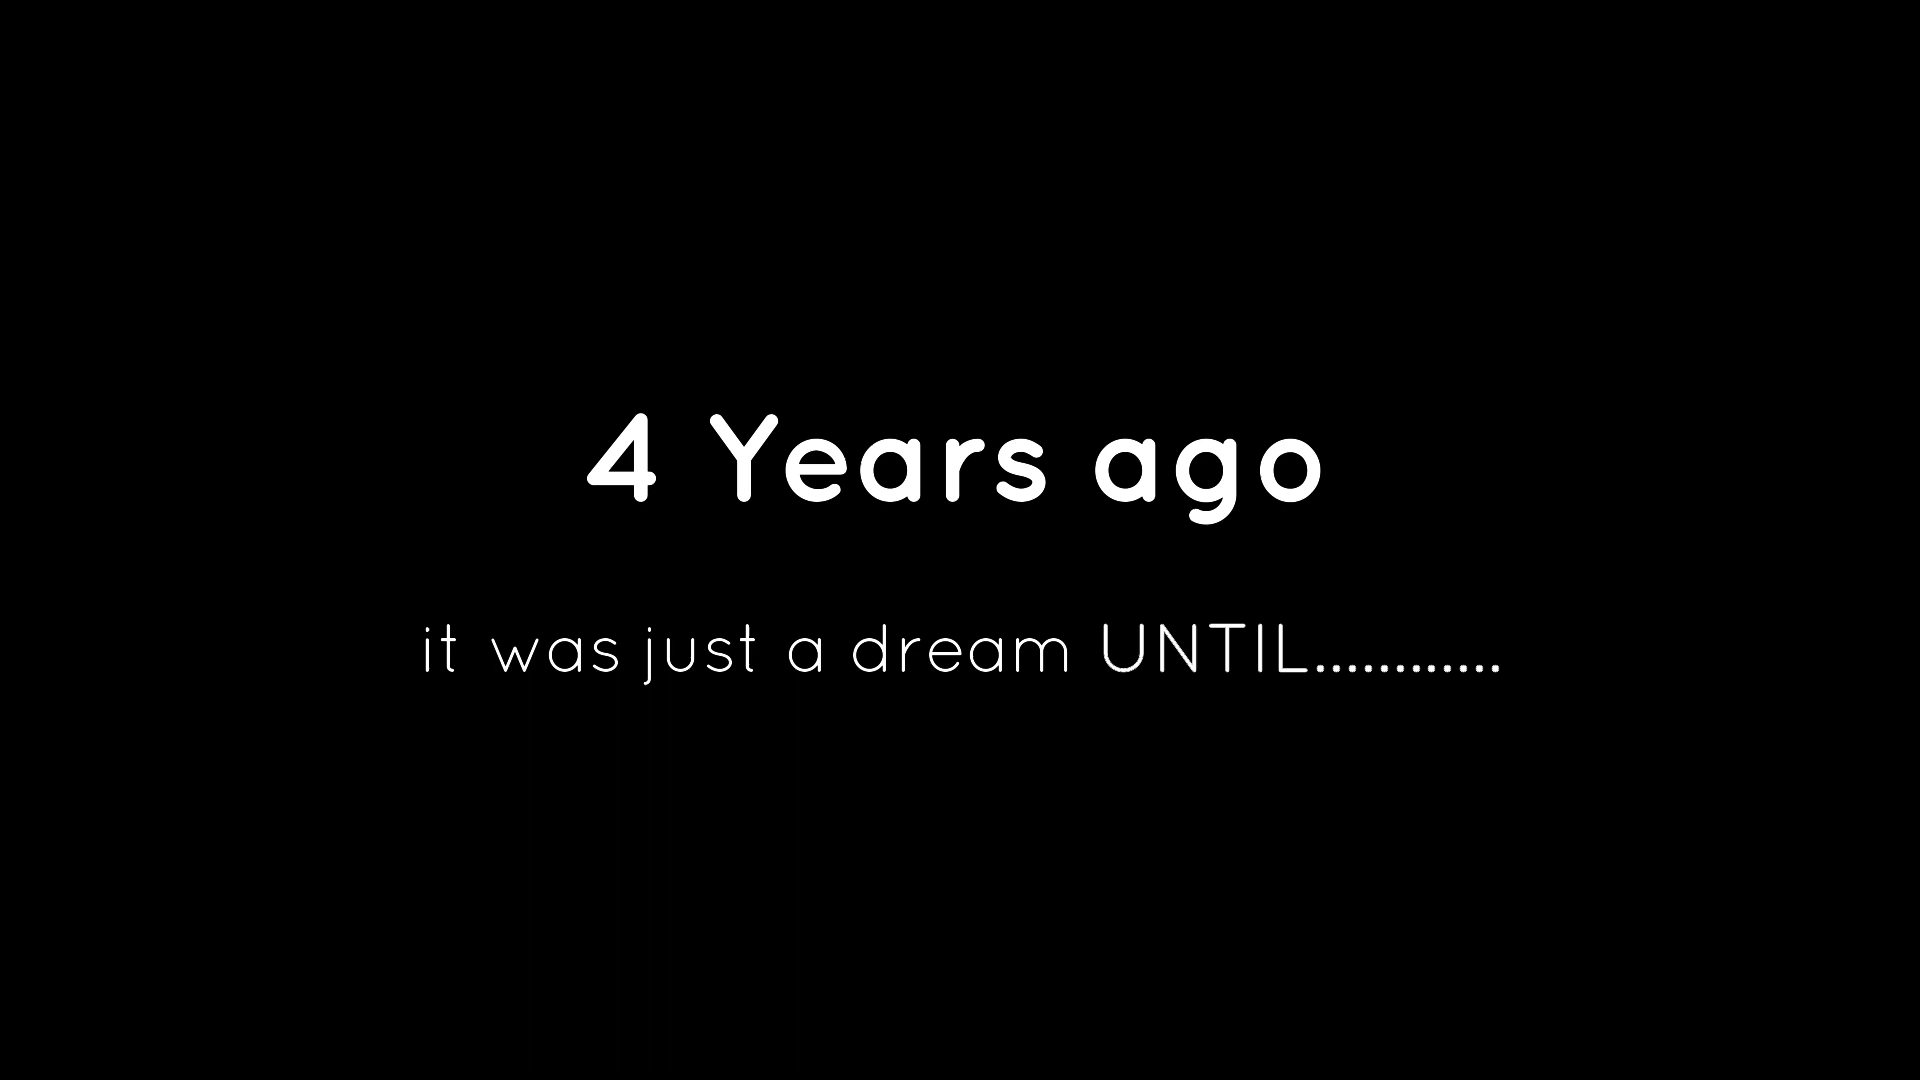 4 Years ago
it was just a dream UNTIL............